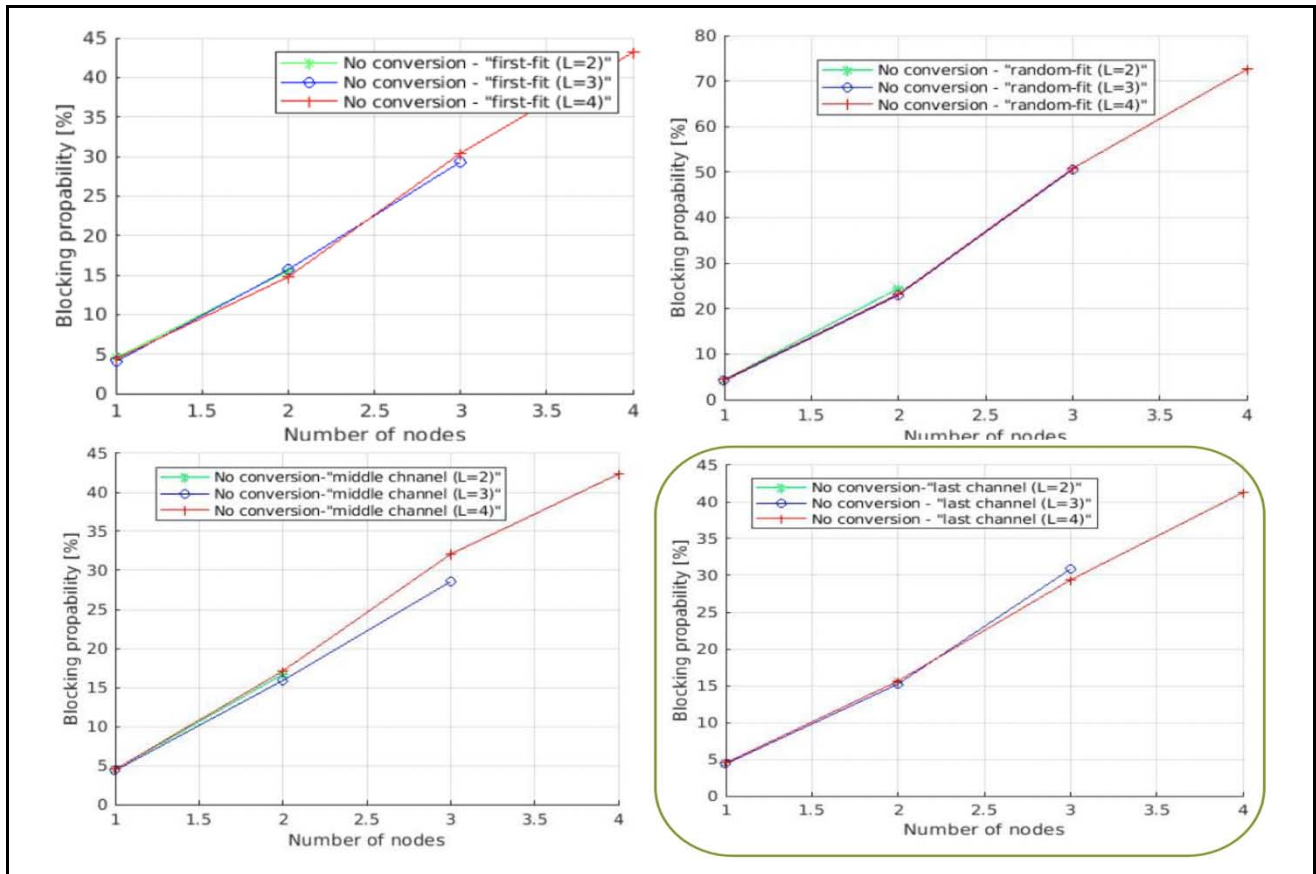 45
40
35
30
25
20
15
10
5
0
Blocking propability [%]
No conversion - "first-fit (L=2)"
No conversion - "first-fit (L=3)"
No conversion - "first-fit (L=4)"
1 1.5 2 2.5 3 3.5 4
Number of nodes
80
70
60
50
40
30
20
10
0
Blocking propability [%]
No conversion - "random-fit (L=2)"
No conversion - "random-fit (L=3)"
No conversion - "random-fit (L=4)"
1 1.5 2 2.5 3 3.5 4
Number of nodes
45
40
35
30
25
20
15
10
5
0
Blocking propability [%]
No conversion-"middle chnannel (L=2)"
No conversion-"middle channel (L=3)"
No conversion-"middle channel (L=4)"
1 1.5 2 2.5 3 3.5 4
Number of nodes
45
40
35
30
25
20
15
10
5
0
Blocking propability [%]
No conversion-"last channel (L=2)"
No conversion - "last channel (L=3)"
No conversion - "last channel (L=4)"
1 1.5 2 2.5 3 3.5 4
Number of nodes